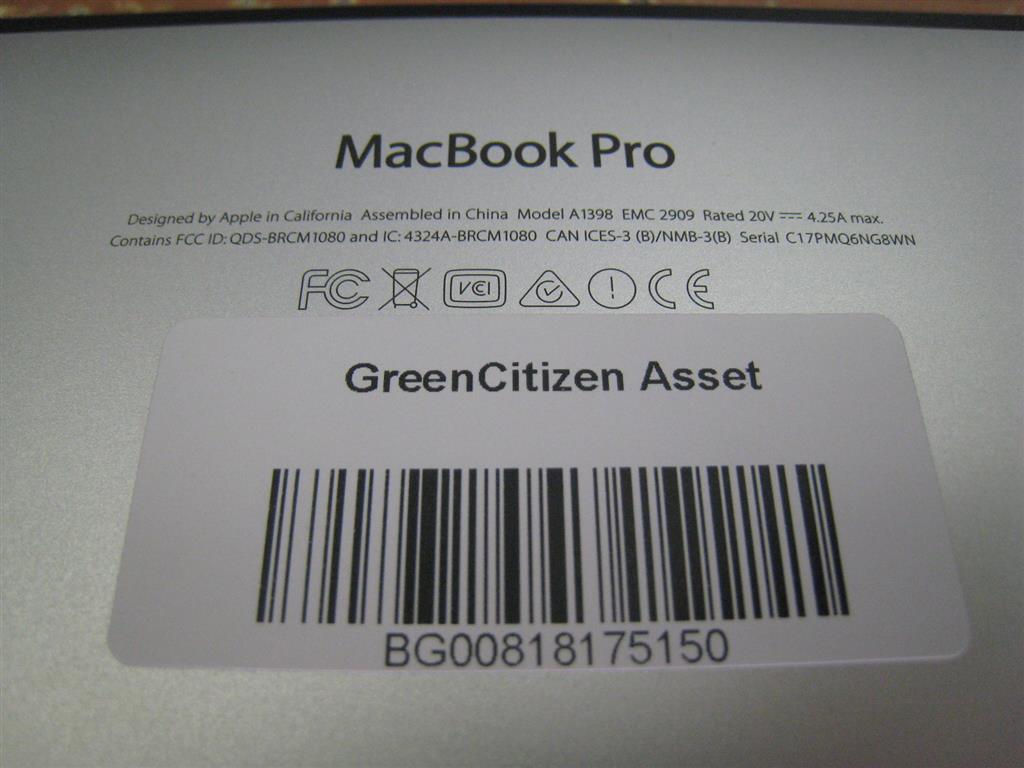 MacBook Pro
Designed by Apple in California Assembled in China Model A1398 EMC 2909 Rated 20V ⎓ 4.25A max.
Contains FCC ID: QDS-BRCM1080 and IC: 4324A-BRCM1080 CAN ICES-3 (B)/NMB-3(B) Serial C17PMQ6NG8WN
FC VCI ! CE
GreenCitizen Asset
BG00818175150